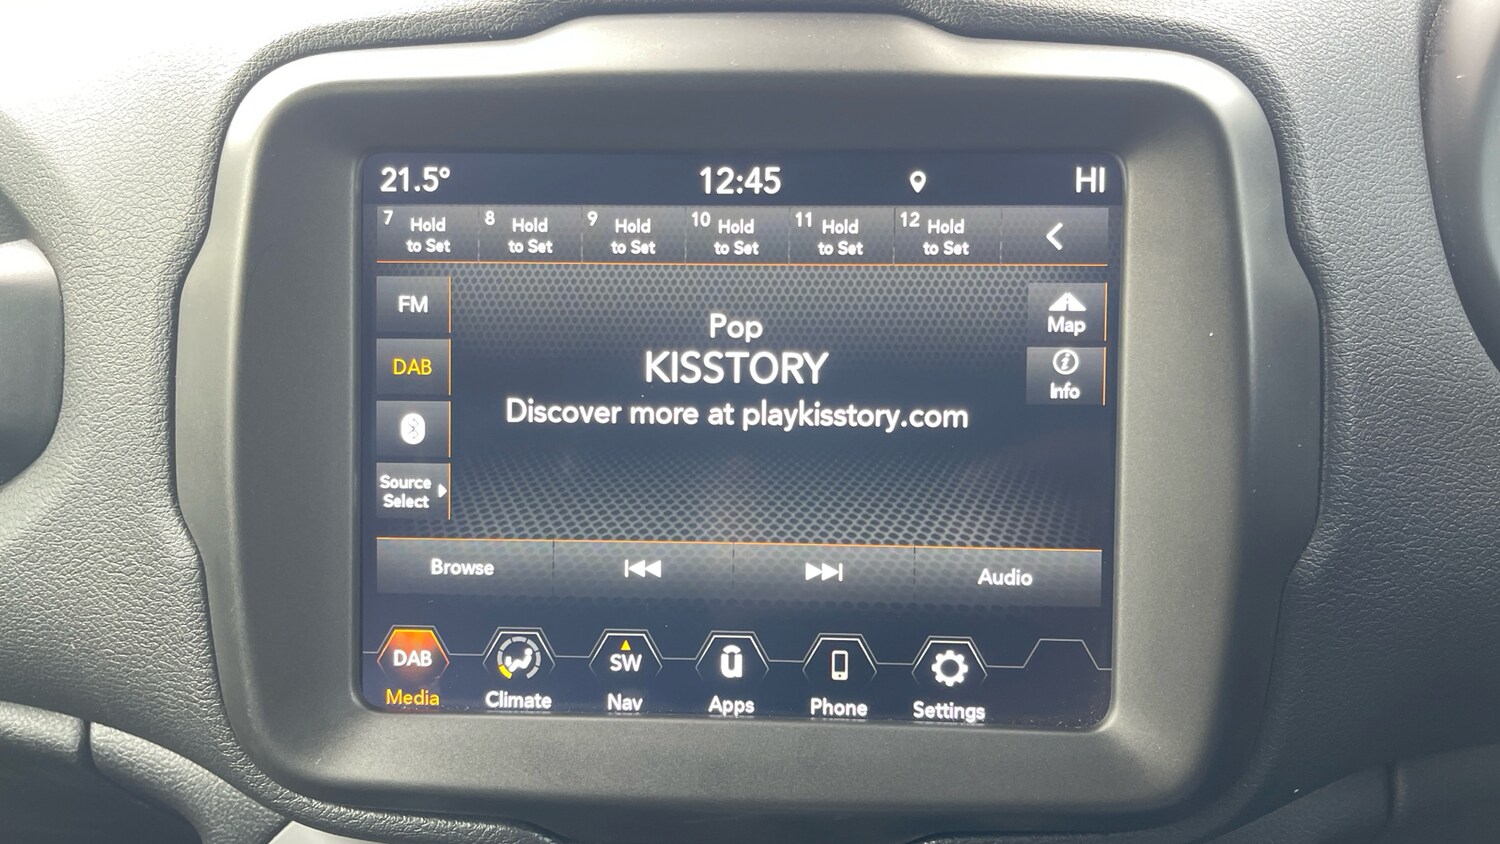 21.5°
12:45
HI
7 Hold
to Set
8 Hold
to Set
9 Hold
to Set
10 Hold
to Set
11 Hold
to Set
12 Hold
to Set
FM
DAB
Source
Select
Pop
KISSTORY
Discover more at playkisstory.com
Map
Info
Browse
Audio
DAB
Media
Climate
SW
Nav
Apps
Phone
Settings